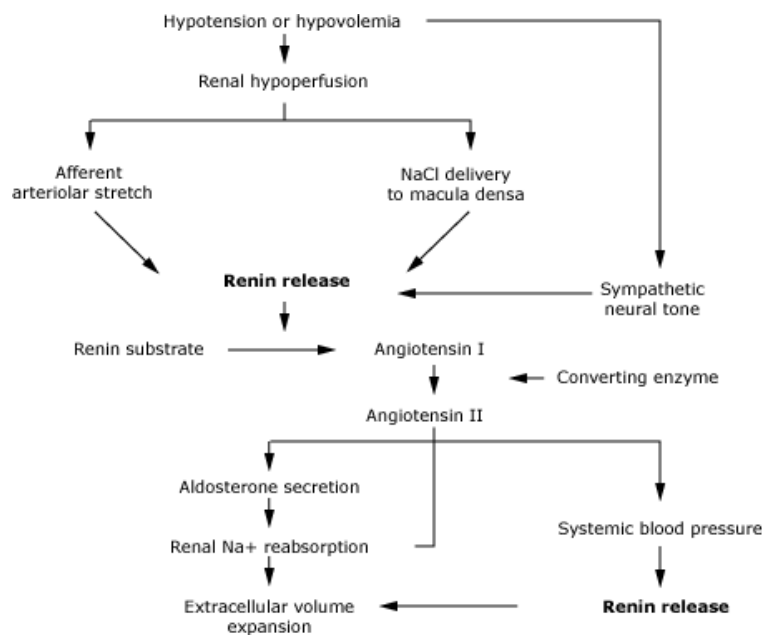 Hypotension or hypovolemia
Renal hypoperfusion
Afferent
arteriolar stretch
NaCl delivery
to macula densa
Renin release
Sympathetic
neural tone
Renin substrate
Angiotensin I
Converting enzyme
Angiotensin II
Aldosterone secretion
Systemic blood pressure
Renal Na+ reabsorption
Extracellular volume
expansion
Renin release